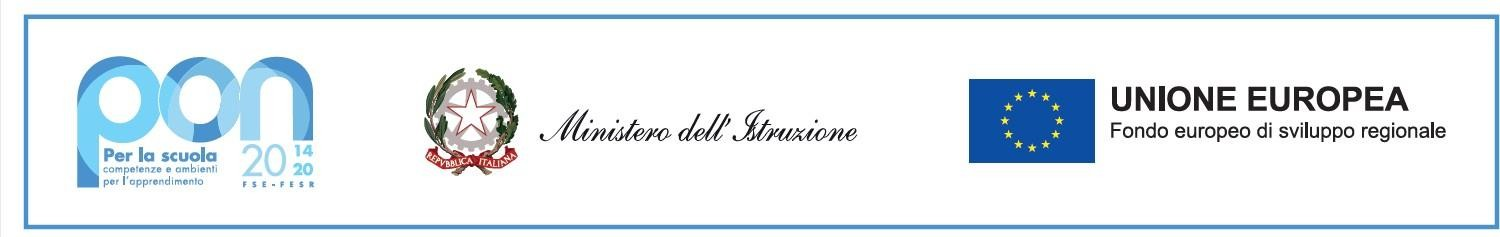 pon
Per la scuola
competenze e ambienti
per l'apprendimento
20 14
20
FSE-FESR
REPVBBLICA ITALIANA
Ministero dell'Istruzione
UNIONE EUROPEA
Fondo europeo di sviluppo regionale